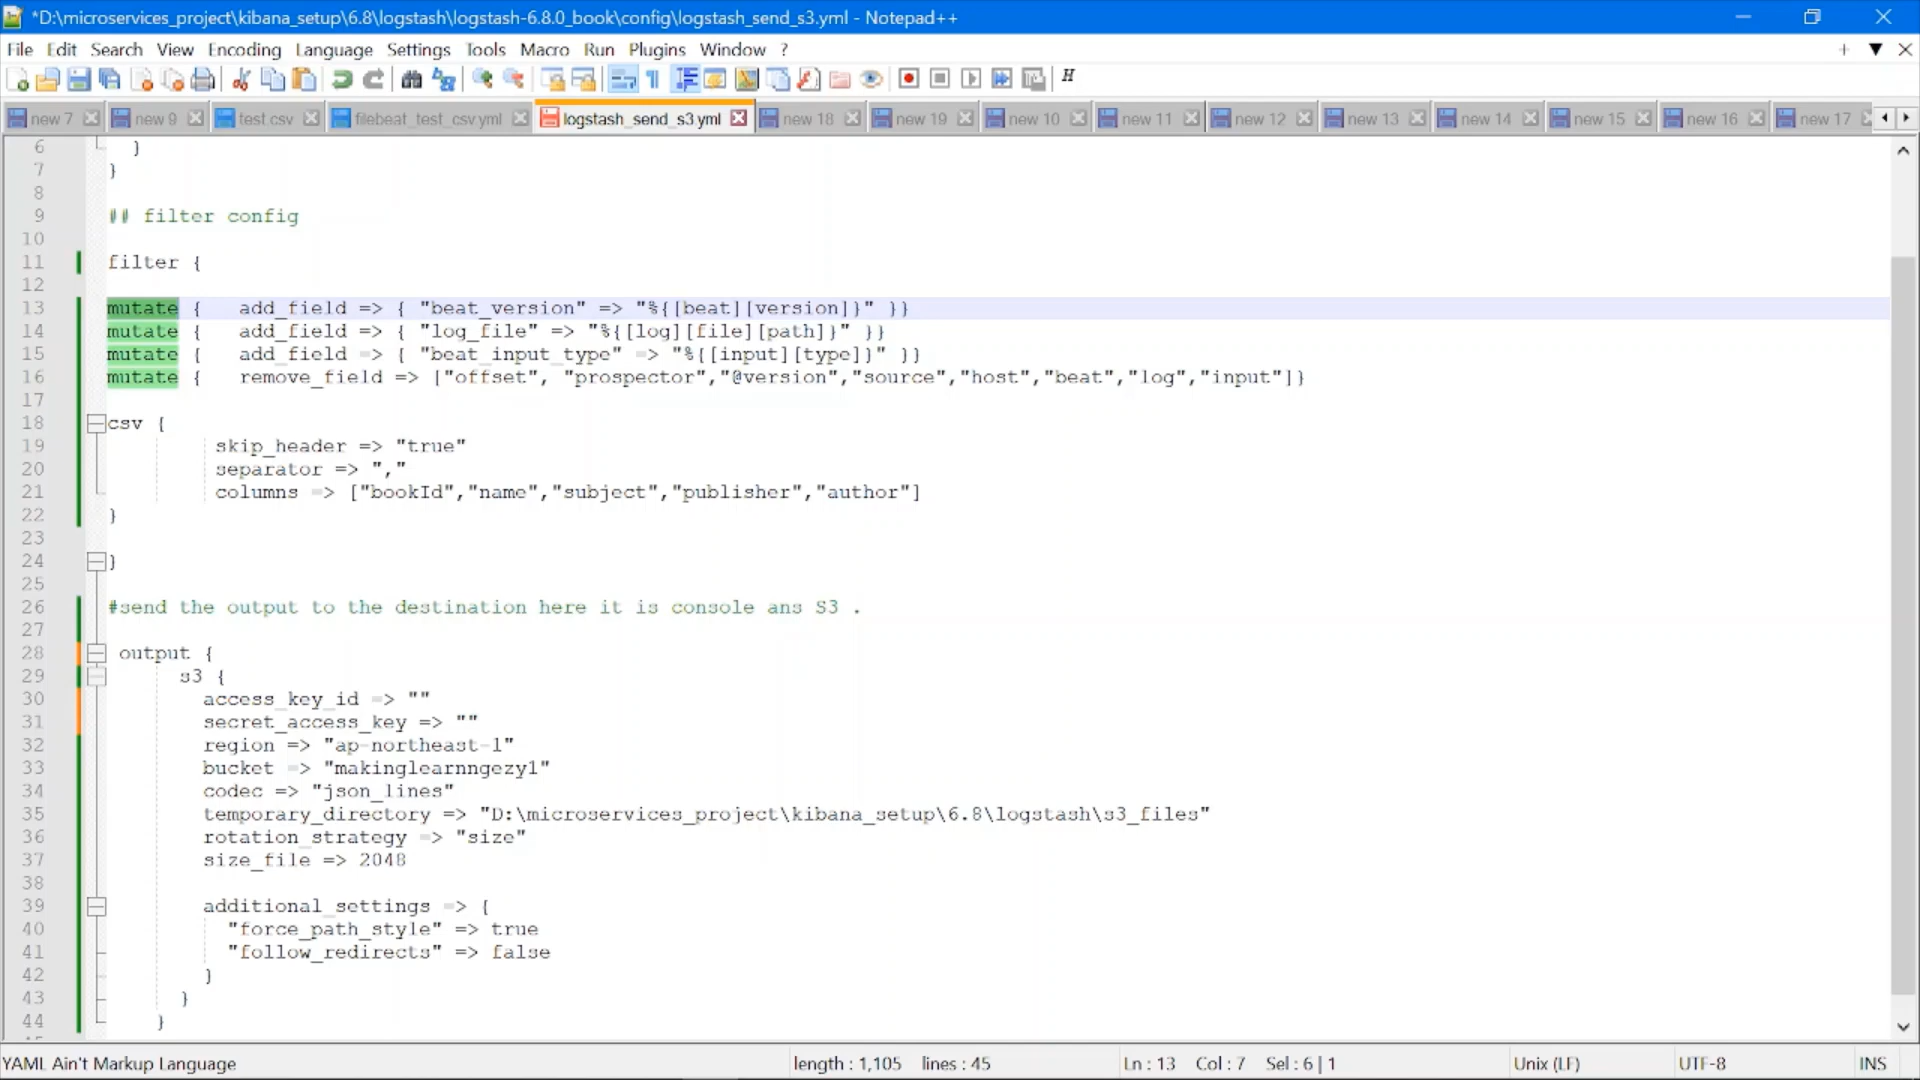 *D:\microservices_project\kibana_setup\6.8\logstash\logstash-6.8.0_book\config\logstash_send_s3.yml - Notepad++
File Edit Search View Encoding Language Settings Tools Macro Run Plugins Window ?
new 7 new 9 test csv filebeat_test_csv.yml logstash_send_s3.yml new 18 new 19 new 10 new 11 new 12 new 13 new 14 new 15 new 16 new 17
6 }
7 }
8
9 ## filter config
10
11 filter {
12
13 mutate { add_field => { "beat_version" => "%{[beat][version]}" }}
14 mutate { add_field => { "log_file" => "%{[log][file][path]}" }}
15 mutate { add_field => { "beat_input_type" => "%{[input][type]}" }}
16 mutate { remove_field => ["offset", "prospector","@version","source","host","beat","log","input"]}
17
18 csv {
19 skip_header => "true"
20 separator => ","
21 columns => ["bookId","name","subject","publisher","author"]
22 }
23
24 }
25
26 #send the output to the destination here it is console ans S3 .
27
28 output {
29 s3 {
30 access_key_id => ""
31 secret_access_key => ""
32 region => "ap-northeast-1"
33 bucket => "makinglearnngezy1"
34 codec => "json_lines"
35 temporary_directory => "D:\microservices_project\kibana_setup\6.8\logstash\s3_files"
36 rotation_strategy => "size"
37 size_file => 2048
38
39 additional_settings => {
40 "force_path_style" => true
41 "follow_redirects" => false
42 }
43 }
44 }
YAML Ain't Markup Language length : 1,105 lines : 45 Ln : 13 Col : 7 Sel : 6 | 1 Unix (LF) UTF-8 INS